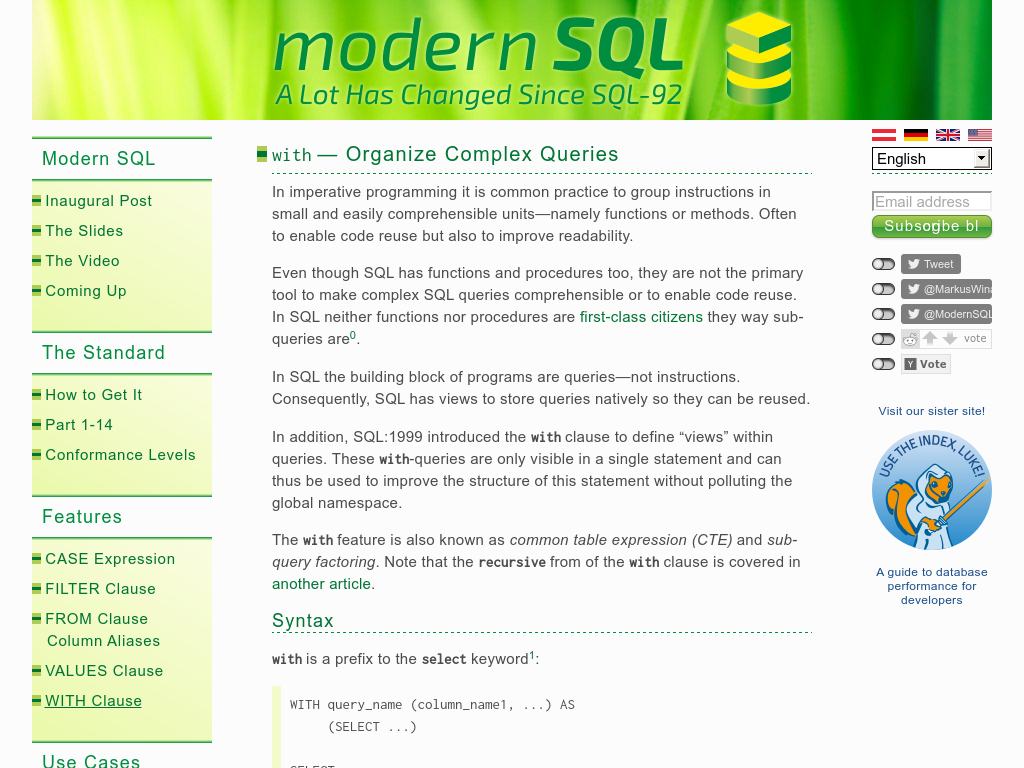 modern SQL
A Lot Has Changed Since SQL-92
Modern SQL
Inaugural Post
The Slides
The Video
Coming Up
The Standard
How to Get It
Part 1-14
Conformance Levels
Features
CASE Expression
FILTER Clause
FROM Clause
Column Aliases
VALUES Clause
WITH Clause
Use Cases
with — Organize Complex Queries
In imperative programming it is common practice to group instructions in
small and easily comprehensible units—namely functions or methods. Often
to enable code reuse but also to improve readability.
Even though SQL has functions and procedures too, they are not the primary
tool to make complex SQL queries comprehensible or to enable code reuse.
In SQL neither functions nor procedures are first-class citizens they way sub-
queries are0.
In SQL the building block of programs are queries—not instructions.
Consequently, SQL has views to store queries natively so they can be reused.
In addition, SQL:1999 introduced the with clause to define “views” within
queries. These with-queries are only visible in a single statement and can
thus be used to improve the structure of this statement without polluting the
global namespace.
The with feature is also known as common table expression (CTE) and sub-
query factoring. Note that the recursive from of the with clause is covered in
another article.
Syntax
with is a prefix to the select keyword1:
WITH query_name (column_name1, ...) AS
(SELECT ...)
SELECT
English
Email address
Tweet
@MarkusWina
@ModernSQL
vote
Y Vote
Visit our sister site!
USE THE INDEX, LUKE!
A guide to database
performance for
developers